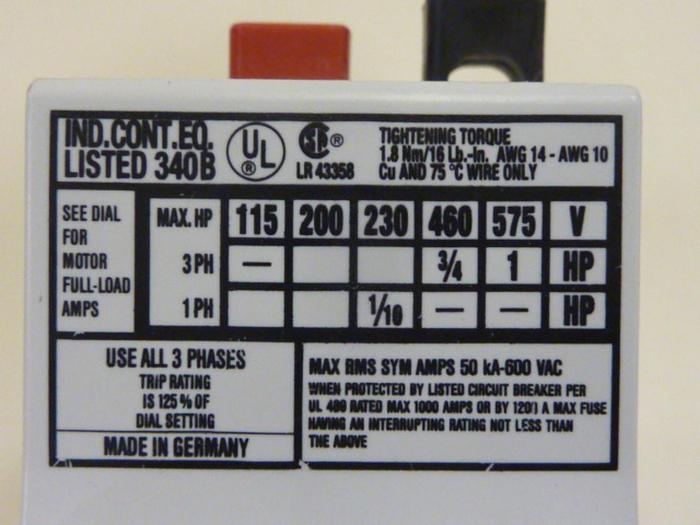 IND.CONT.EQ.
LISTED 340B
UL ®
SA ®
LR 43358
TIGHTENING TORQUE
1.8 Nm/16 Lb.-In. AWG 14 - AWG 10
Cu AND 75 °C WIRE ONLY
SEE DIAL
FOR
MOTOR
FULL-LOAD
AMPS
MAX. HP 115 200 230 460 575 V
3 PH — 3/4 1 HP
1 PH 1/10 — — HP
USE ALL 3 PHASES
TRIP RATING
IS 125 % OF
DIAL SETTING
MADE IN GERMANY
MAX RMS SYM AMPS 50 kA-600 VAC
WHEN PROTECTED BY LISTED CIRCUIT BREAKER PER
UL 489 RATED MAX 1000 AMPS OR BY A MAX FUSE
HAVING AN INTERRUPTING RATING NOT LESS THAN
THE ABOVE